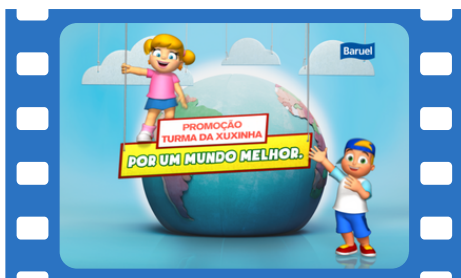 Baruel
PROMOÇÃO
TURMA DA XUXINHA
POR UM MUNDO MELHOR.